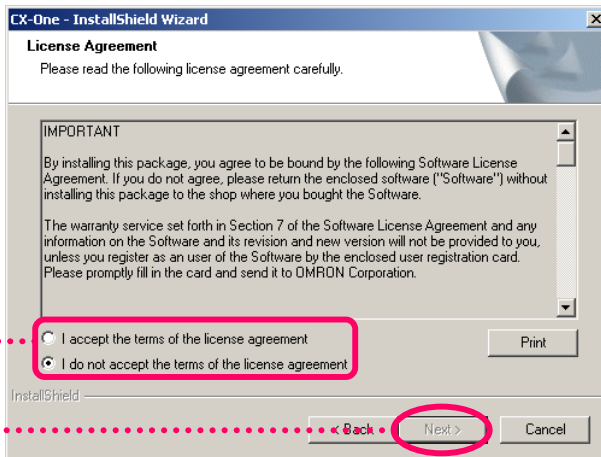 CX-One - InstallShield Wizard
License Agreement
Please read the following license agreement carefully.
IMPORTANT
By installing this package, you agree to be bound by the following Software License
Agreement. If you do not agree, please return the enclosed software ("Software") without
installing this package to the shop where you bought the Software.
The warranty service set forth in Section 7 of the Software License Agreement and any
information on the Software and its revision and new version will not be provided to you,
unless you register as an user of the Software by the enclosed user registration card.
Please promptly fill in the card and send it to OMRON Corporation.
I accept the terms of the license agreement
Print
I do not accept the terms of the license agreement
InstallShield
< Back
Next >
Cancel